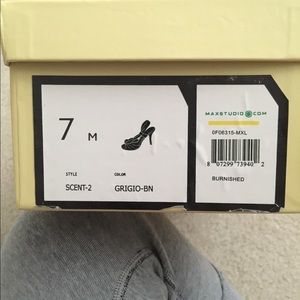 7 M
STYLE COLOR
SCENT-2 GRIGIO-BN
MAXSTUDIO COM
0F06315-MXL
8 07299 73940 2
BURNISHED